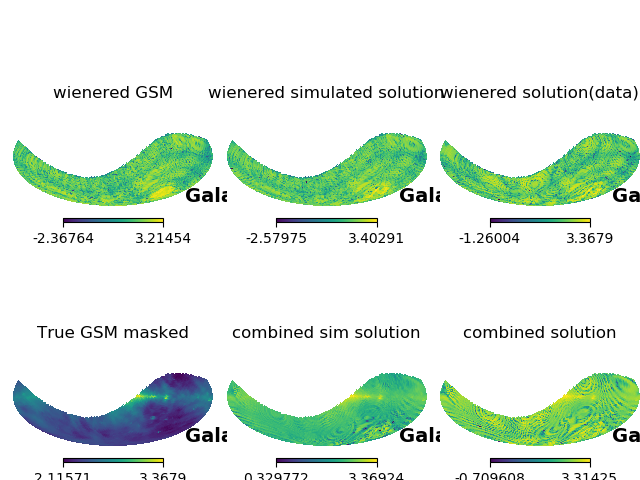 wienered GSM
wienered simulated solution
wienered solution(data)
Gala
Gala
Ga
-2.36764 3.21454
-2.57975 3.40291
-1.26004 3.3679
True GSM masked
combined sim solution
combined solution
Gala
Gala
Ga
2.11571 3.3679
0.329772 3.36924
-0.709608 3.31425